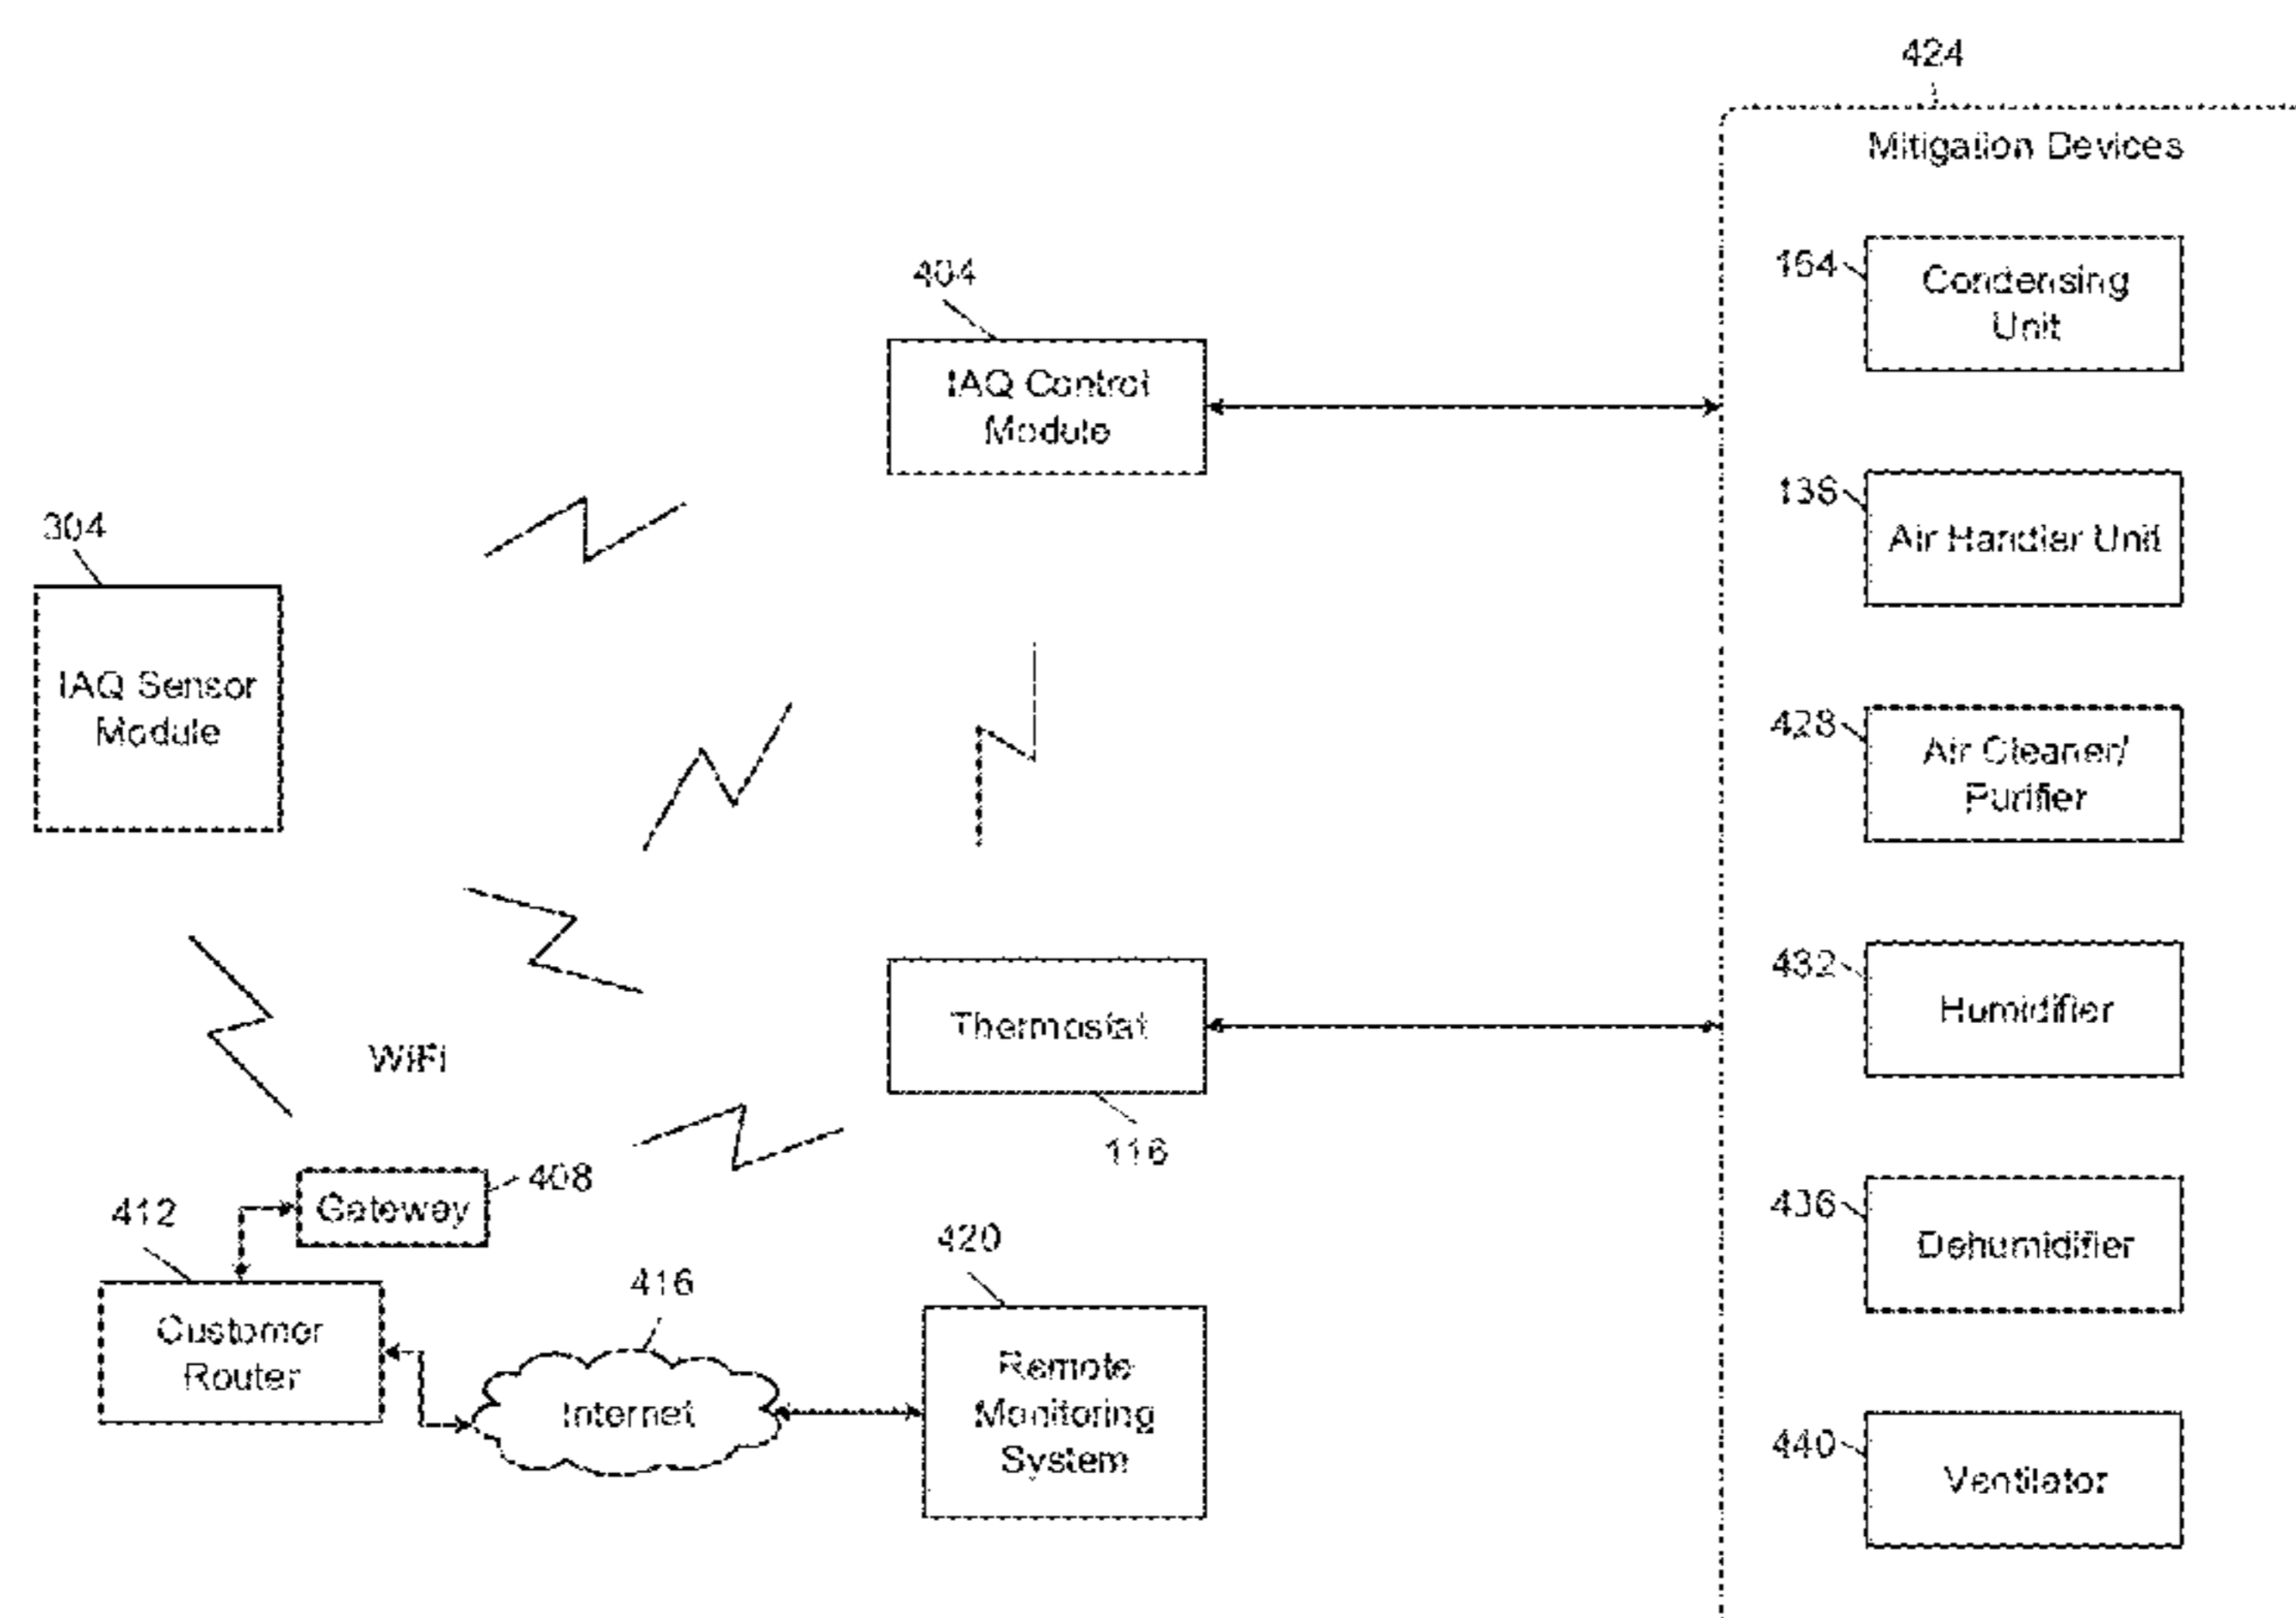 424
Mitigation Devices
164
Condensing
Unit
404
IAQ Control
Module
136
Air Handler Unit
304
IAQ Sensor
Module
428
Air Cleaner/
Purifier
432
Humidifier
Thermostat
116
WiFi
408
Gateway
412
Customer
Router
416
Internet
420
Remote
Monitoring
System
436
Dehumidifier
440
Ventilator